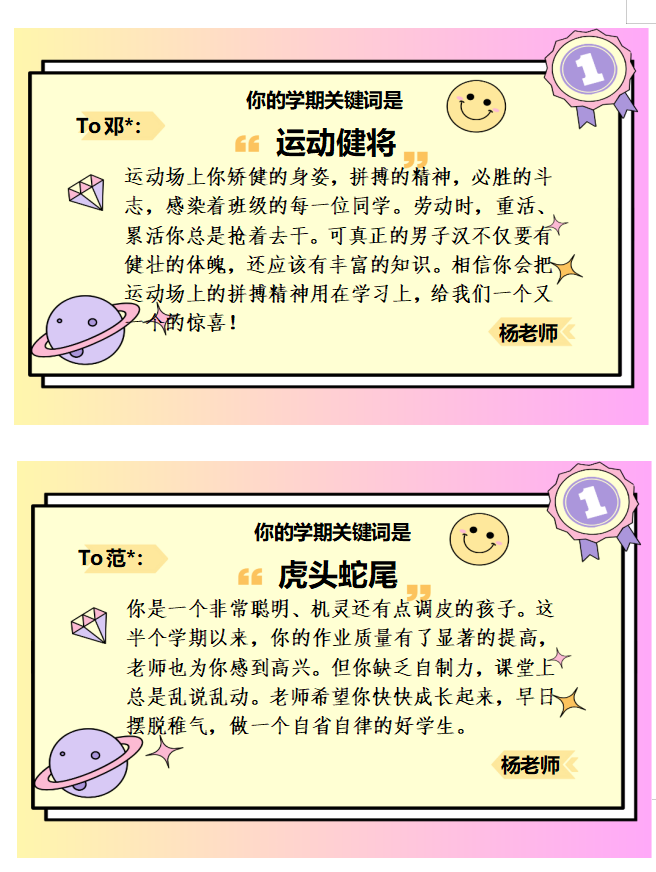 1
你的学期关键词是
To邓*：
“运动健将”
运动场上你矫健的身姿，拼搏的精神，必胜的斗
志，感染着班级的每一位同学。劳动时，重活、
累活你总是抢着去干。可真正的男子汉不仅要有
健壮的体魄，还应该有丰富的知识。相信你会把
运动场上的拼搏精神用在学习上，给我们一个又
一个的惊喜！
杨老师
1
你的学期关键词是
To范*：
“虎头蛇尾”
你是一个非常聪明、机灵还有点调皮的孩子。这
半个学期以来，你的作业质量有了显著的提高，
老师也为你感到高兴。但你缺乏自制力，课堂上
总是乱说乱动。老师希望你快快成长起来，早日
摆脱稚气，做一个自省自律的好学生。
杨老师